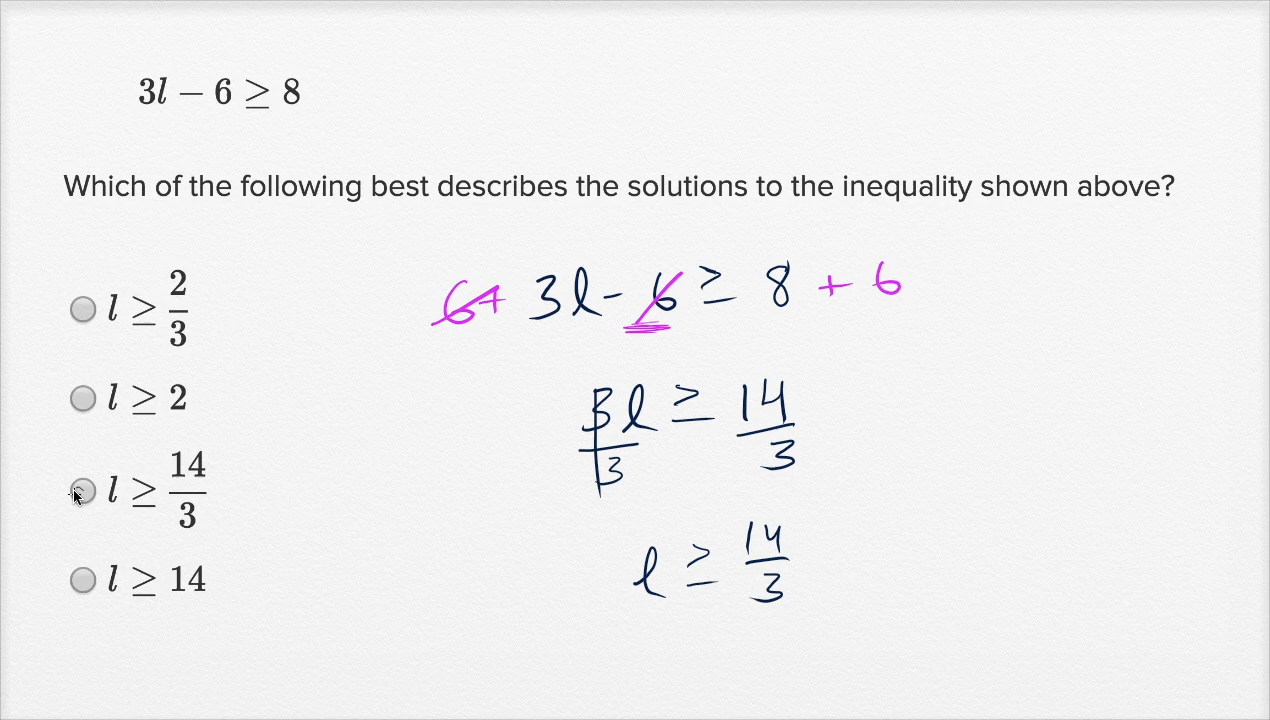 3l − 6 ≥ 8
Which of the following best describes the solutions to the inequality shown above?
l ≥ 2/3
l ≥ 2
l ≥ 14/3
l ≥ 14
6+ 3l - 6 ≥ 8 + 6
3l/3 ≥ 14/3
l ≥ 14/3